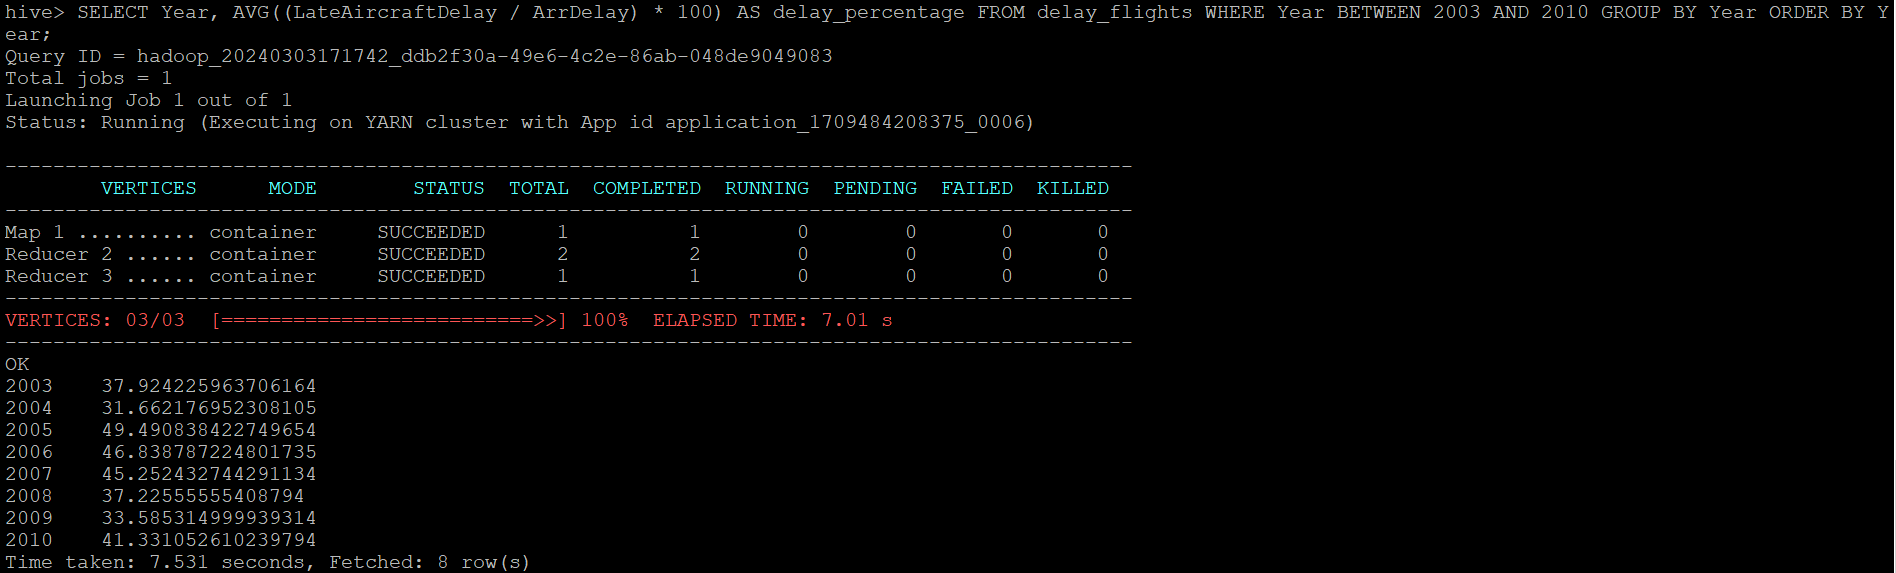 hive> SELECT Year, AVG((LateAircraftDelay / ArrDelay) * 100) AS delay_percentage FROM delay_flights WHERE Year BETWEEN 2003 AND 2010 GROUP BY Year ORDER BY Y
ear;
Query ID = hadoop_20240303171742_ddb2f30a-49e6-4c2e-86ab-048de9049083
Total jobs = 1
Launching Job 1 out of 1
Status: Running (Executing on YARN cluster with App id application_1709484208375_0006)
----------------------------------------------------------------------------------------------
        VERTICES      MODE        STATUS  TOTAL  COMPLETED  RUNNING  PENDING  FAILED  KILLED
----------------------------------------------------------------------------------------------
Map 1 .......... container     SUCCEEDED      1          1        0        0       0       0
Reducer 2 ...... container     SUCCEEDED      2          2        0        0       0       0
Reducer 3 ...... container     SUCCEEDED      1          1        0        0       0       0
----------------------------------------------------------------------------------------------
VERTICES: 03/03  [==========================>>] 100%  ELAPSED TIME: 7.01 s
----------------------------------------------------------------------------------------------
OK
2003    37.924225963706164
2004    31.662176952308105
2005    49.490838422749654
2006    46.838787224801735
2007    45.252432744291134
2008    37.22555555408794
2009    33.585314999939314
2010    41.331052610239794
Time taken: 7.531 seconds, Fetched: 8 row(s)